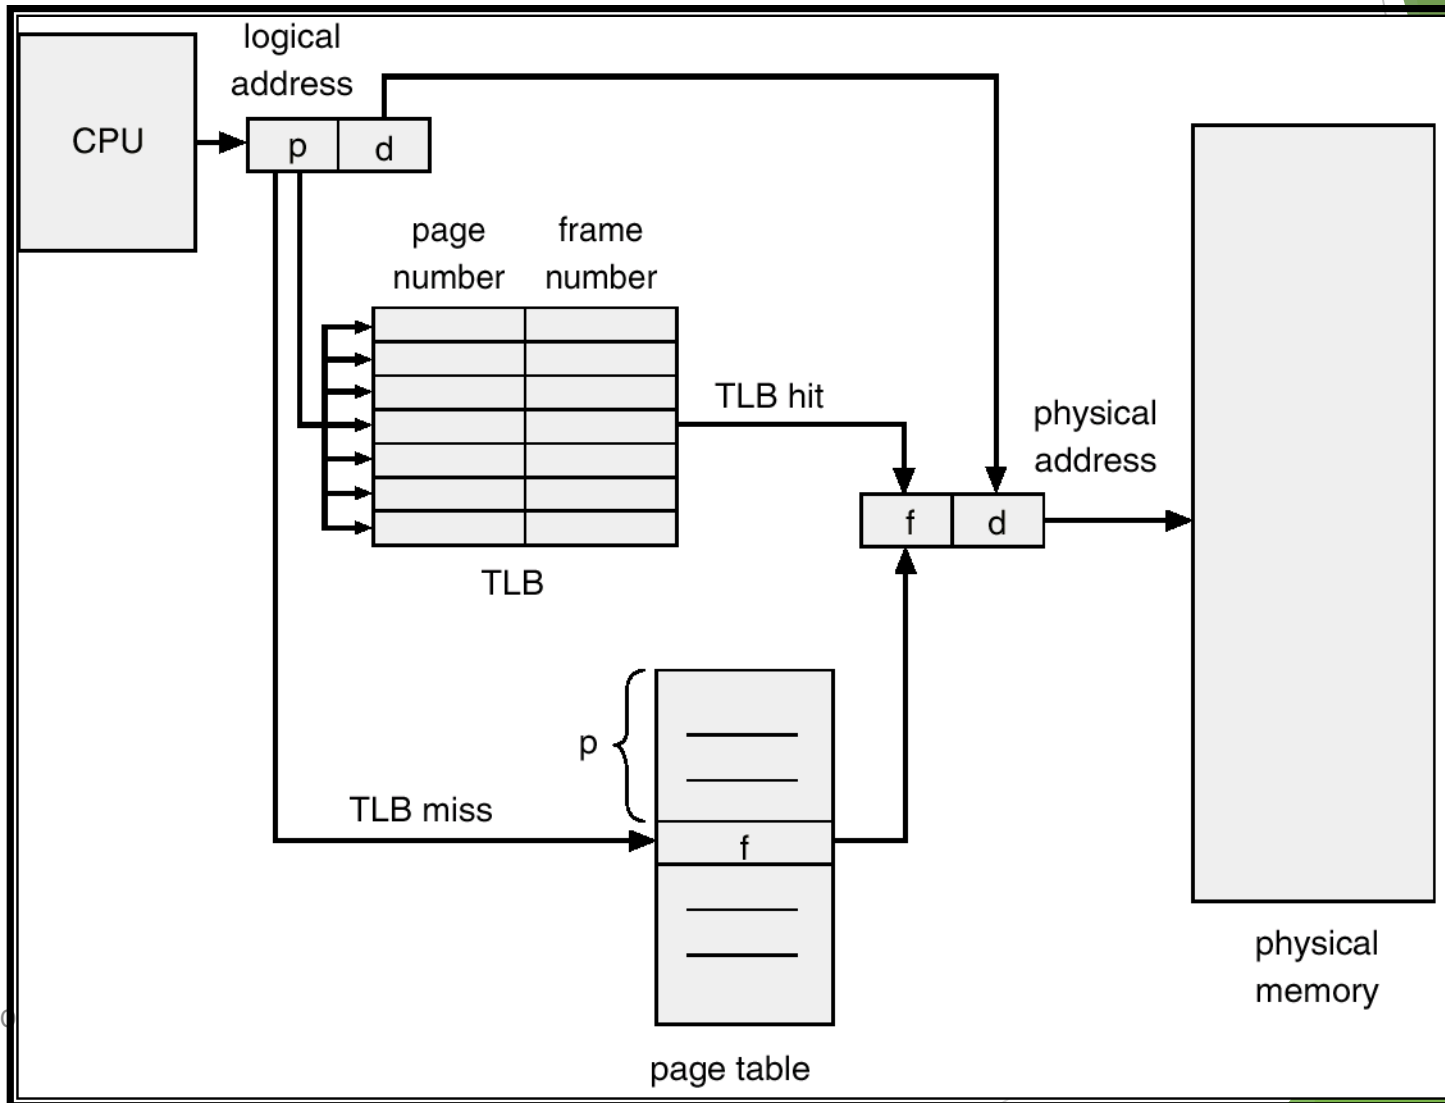 logical
address
CPU
p
d
page
number
frame
number
TLB hit
physical
address
f
d
TLB
p
TLB miss
f
physical
memory
page table